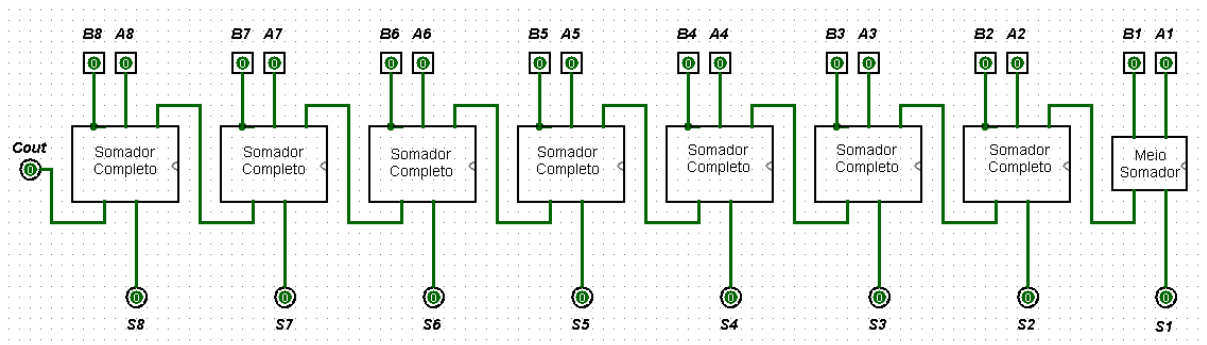 B8 A8 B7 A7 B6 A6 B5 A5 B4 A4 B3 A3 B2 A2 B1 A1
0 0 0 0 0 0 0 0 0 0 0 0 0 0 0 0
Cout
0
Somador
Completo
Somador
Completo
Somador
Completo
Somador
Completo
Somador
Completo
Somador
Completo
Somador
Completo
Meio
Somador
0 0 0 0 0 0 0 0
S8 S7 S6 S5 S4 S3 S2 S1